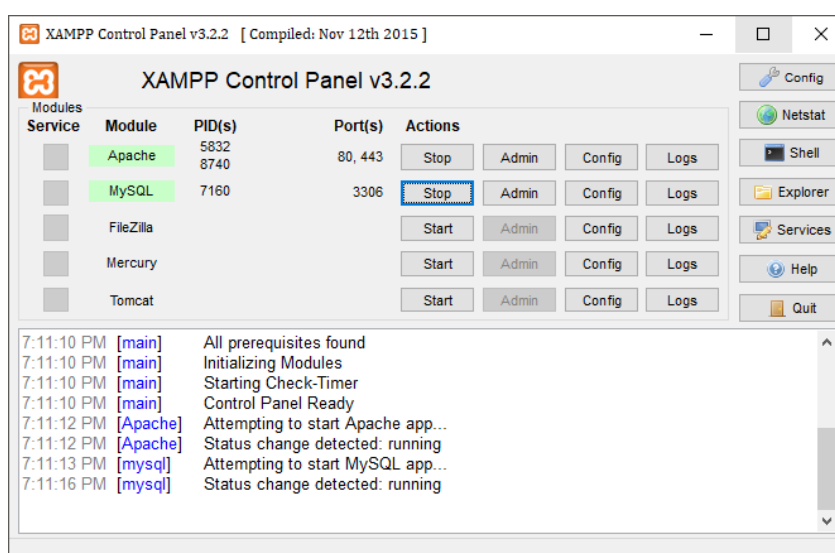 XAMPP Control Panel v3.2.2 [ Compiled: Nov 12th 2015 ]
XAMPP Control Panel v3.2.2
Config
Modules
Netstat
Service Module PID(s) Port(s) Actions
Apache 5832 80, 443 Stop Admin Config Logs
8740
Shell
MySQL 7160 3306 Stop Admin Config Logs
Explorer
FileZilla Start Admin Config Logs
Services
Mercury Start Admin Config Logs
Help
Tomcat Start Admin Config Logs
Quit
7:11:10 PM [main] All prerequisites found
7:11:10 PM [main] Initializing Modules
7:11:10 PM [main] Starting Check-Timer
7:11:10 PM [main] Control Panel Ready
7:11:12 PM [Apache] Attempting to start Apache app...
7:11:12 PM [Apache] Status change detected: running
7:11:13 PM [mysql] Attempting to start MySQL app...
7:11:16 PM [mysql] Status change detected: running